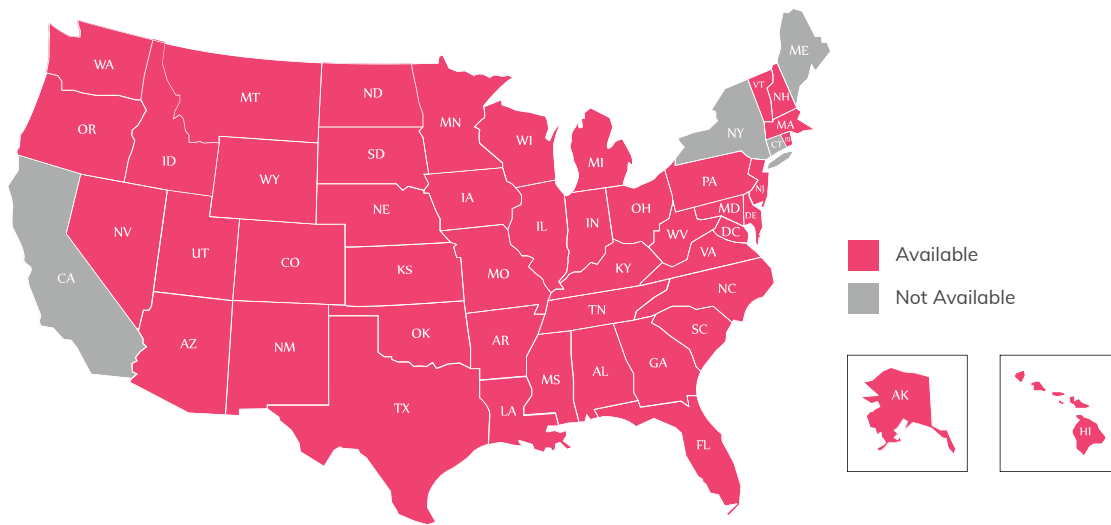 ME
WA
VT
MT
ND
NH
OR
MN
MA
NY
WI
CT
RI
SD
MI
ID
WY
PA
NJ
IA
NE
OH
MD
DE
IL
IN
NV
WV
DC
UT
VA
CO
KS
KY
MO
CA
NC
TN
SC
OK
AR
AZ
NM
GA
AL
MS
TX
LA
FL
Available
Not Available
AK
HI